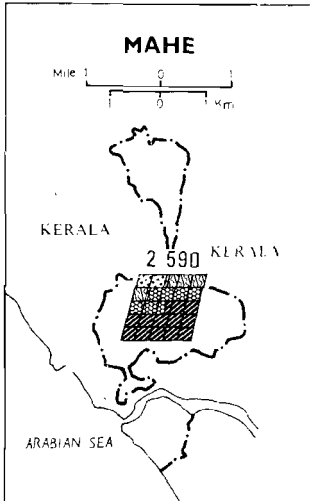 MAHE
Mile 1 0 1
1 0 1 Km
KERALA
2 590
KERALA
ARABIAN SEA